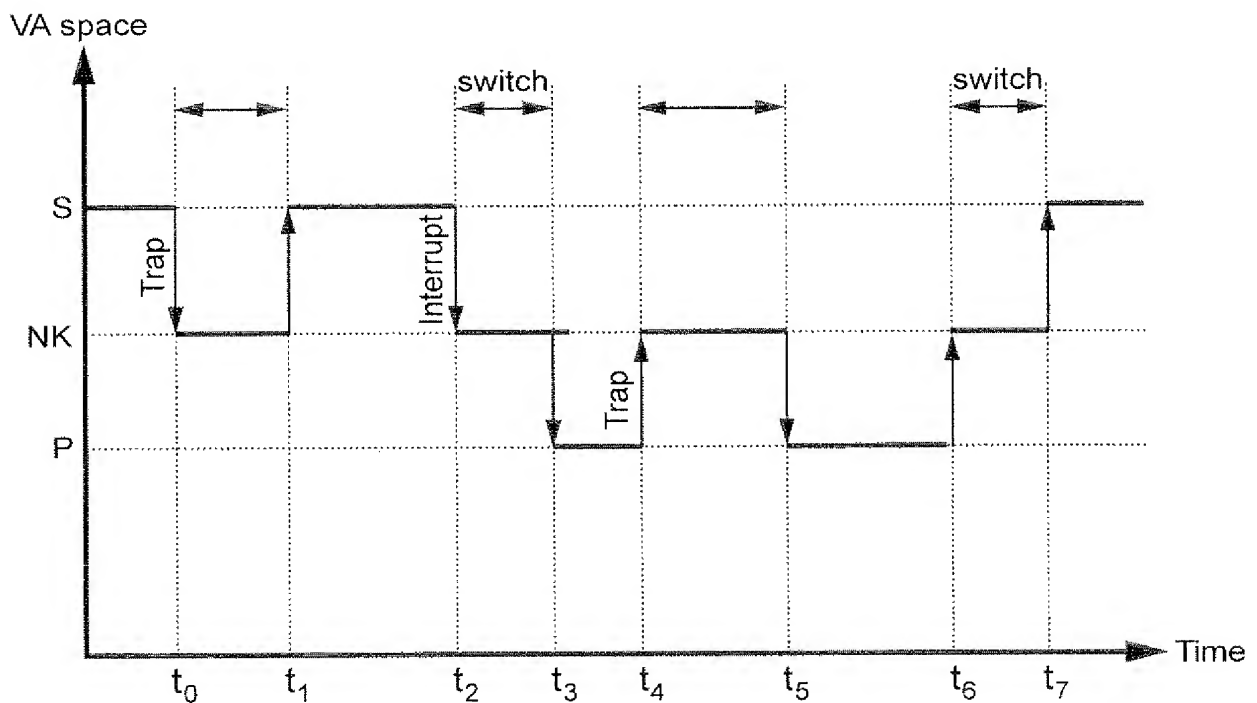 VA space
switch
switch
S
Trap
Interrupt
NK
Trap
P
Time
t0
t1
t2
t3
t4
t5
t6
t7